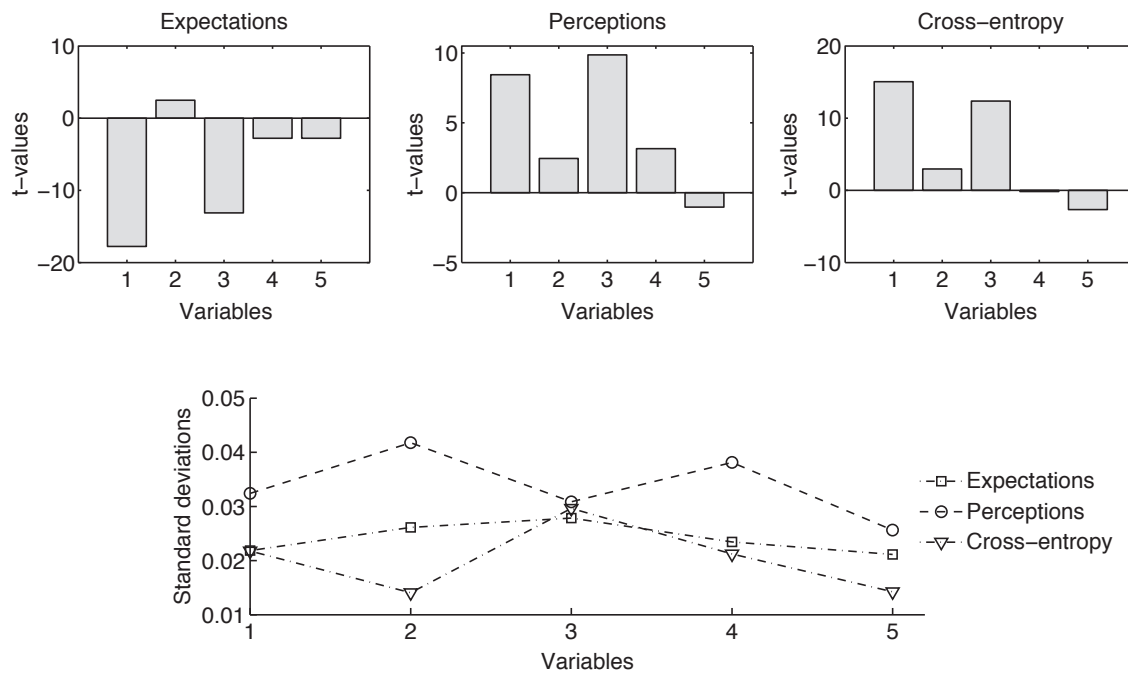 Expectations
10
0
−10
−20
t−values
1 2 3 4 5
Variables
Perceptions
10
5
0
−5
t−values
1 2 3 4 5
Variables
Cross−entropy
20
10
0
−10
t−values
1 2 3 4 5
Variables
0.05
0.04
0.03
0.02
0.01
Standard deviations
1 2 3 4 5
Variables
Expectations
Perceptions
Cross−entropy